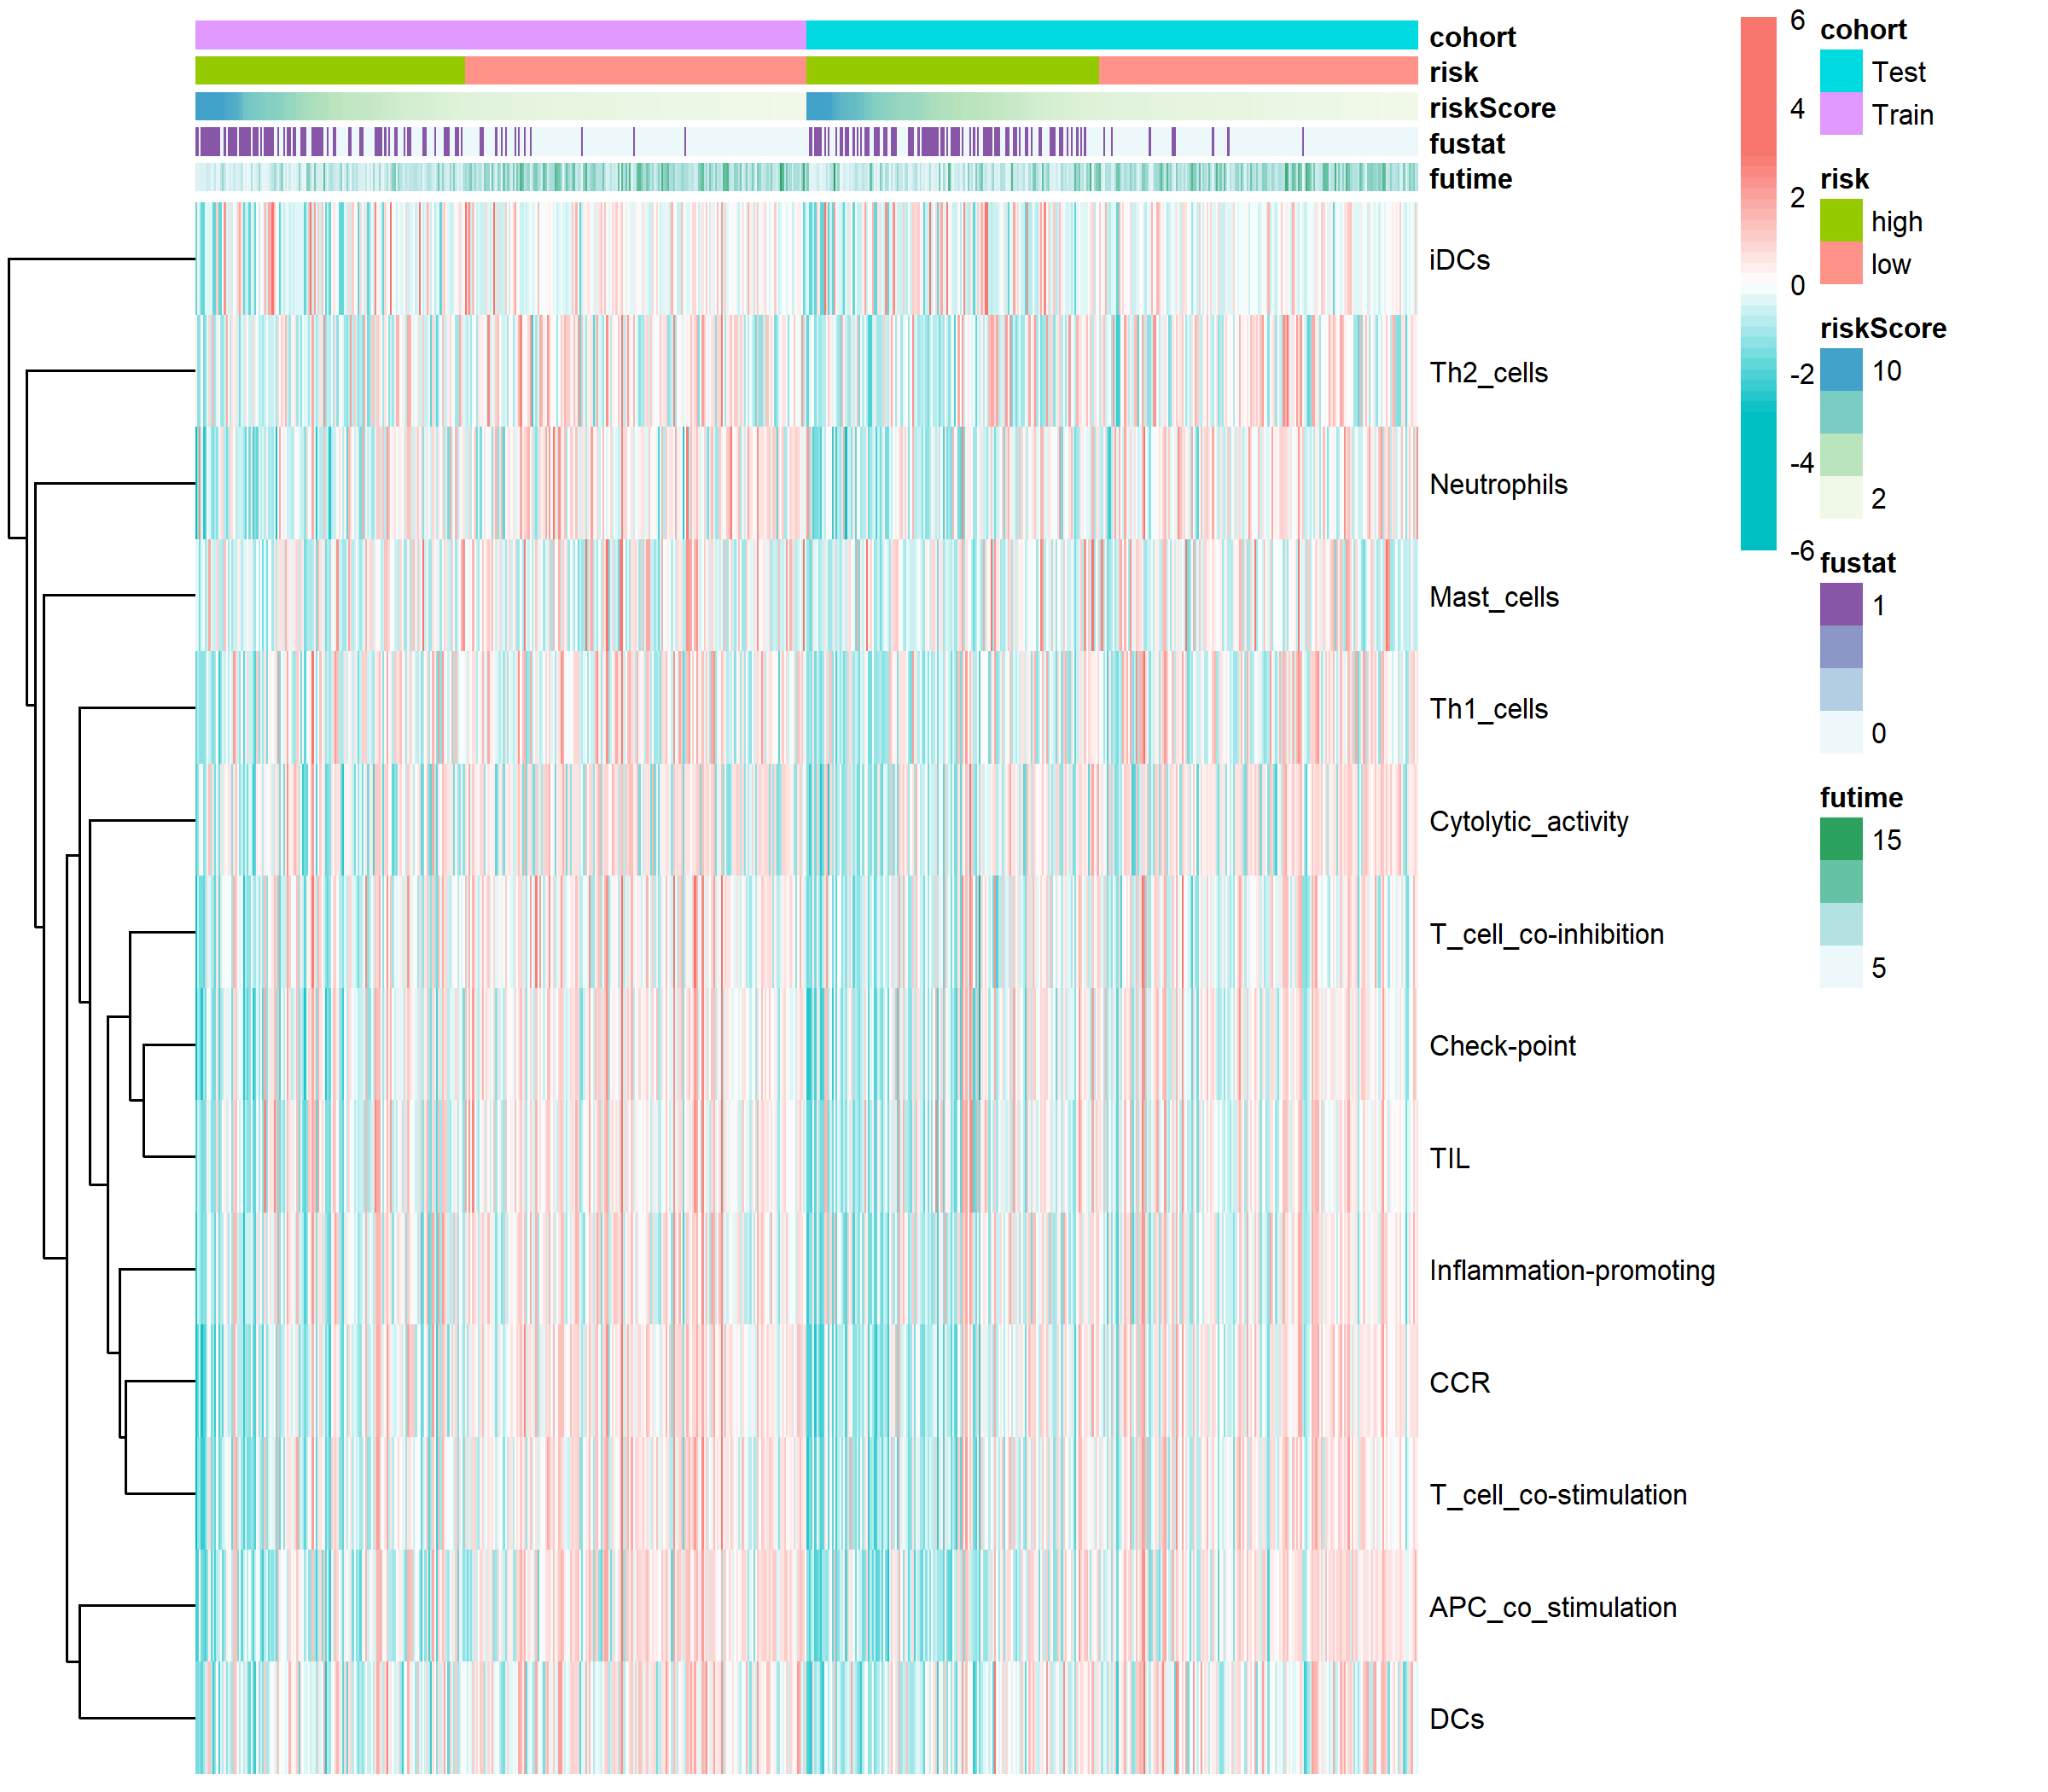 cohort
risk
riskScore
fustat
futime
iDCs
Th2_cells
Neutrophils
Mast_cells
Th1_cells
Cytolytic_activity
T_cell_co-inhibition
Check-point
TIL
Inflammation-promoting
CCR
T_cell_co-stimulation
APC_co_stimulation
DCs
6
4
2
0
-2
-4
-6
cohort
Test
Train
risk
high
low
riskScore
10
2
fustat
1
0
futime
15
5